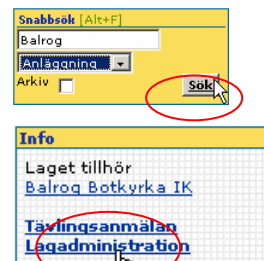 Snabbsök [Alt+F]
Balrog
Anläggning
Arkiv
Sök
Info
Laget tillhör
Balrog Botkyrka IK
Tävlingsanmälan
Lagadministration